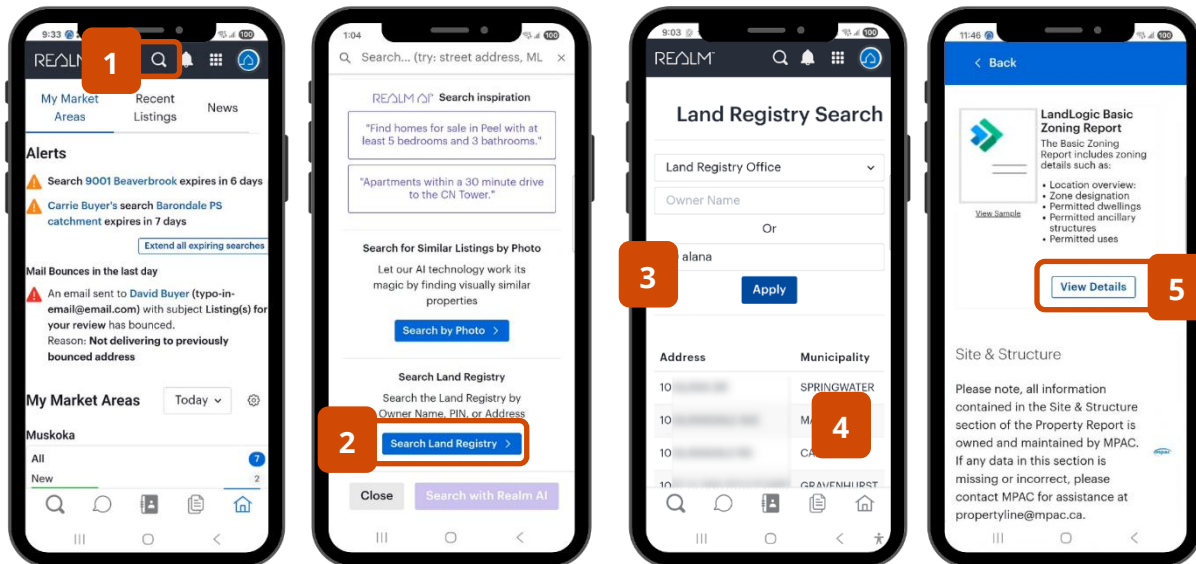 9:33
100
1
REALM
My Market
Areas
Recent
Listings
News
Alerts
Search 9001 Beaverbrook expires in 6 days
Carrie Buyer's search Barondale PS
catchment expires in 7 days
Extend all expiring searches
Mail Bounces in the last day
An email sent to David Buyer (typo-in-
email@email.com) with subject Listing(s) for
your review has bounced.
Reason: Not delivering to previously
bounced address
My Market Areas
Today
Muskoka
All
7
New
2
1:04
100
Search... (try: street address, ML
REALM AI Search inspiration
"Find homes for sale in Peel with at
least 5 bedrooms and 3 bathrooms."
"Apartments within a 30 minute drive
to the CN Tower."
Search for Similar Listings by Photo
Let our AI technology work its
magic by finding visually similar
properties
Search by Photo >
Search Land Registry
Search the Land Registry by
Owner Name, PIN, or Address
2
Search Land Registry >
Close
Search with Realm AI
9:03
100
REALM
Land Registry Search
Land Registry Office
Owner Name
Or
3
alana
Apply
Address Municipality
10 SPRINGWATER
10
4
10
10 GRAVENHURST
11:46
100
< Back
LandLogic Basic
Zoning Report
The Basic Zoning
Report includes zoning
details such as:
• Location overview:
• Zone designation
• Permitted dwellings
• Permitted ancillary
structures
• Permitted uses
View Sample
View Details
5
Site & Structure
Please note, all information
contained in the Site & Structure
section of the Property Report is
owned and maintained by MPAC.
If any data in this section is
missing or incorrect, please
contact MPAC for assistance at
propertyline@mpac.ca.